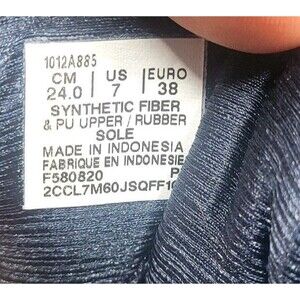 1012A885
CM US EURO
24.0 7 38
SYNTHETIC FIBER
& PU UPPER / RUBBER
SOLE
MADE IN INDONESIA
FABRIQUE EN INDONESIE
F580820 P
2CCL7M60JSQFF10